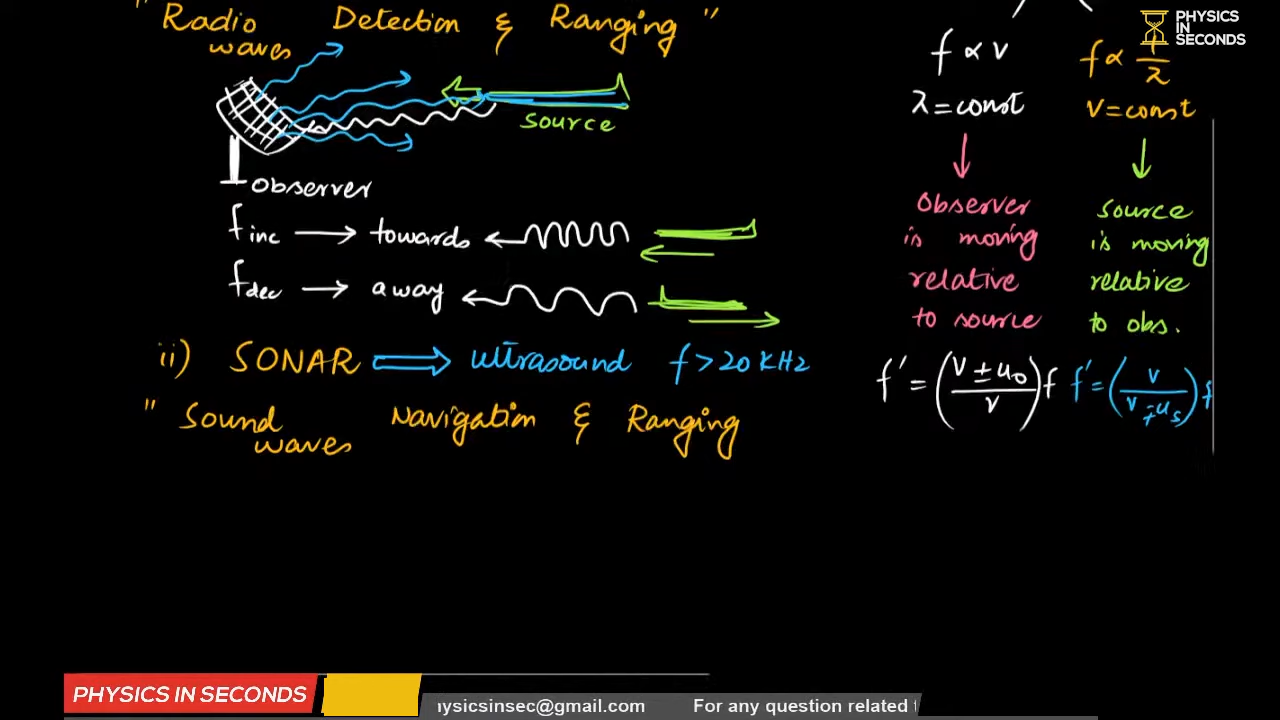 "Radio Detection & Ranging"
waves
source
observer
f inc → towards
f dec → away
ii) SONAR ⇒ ultrasound f > 20 KHz
"Sound Navigation & Ranging
waves
f ∝ v
λ = const
observer
is moving
relative
to source
f' = (v ± u₀ / v) f
f ∝ 1/λ
v = const
source
is moving
relative
to obs.
f' = (v / v ∓ uₛ) f
PHYSICS
IN
SECONDS
PHYSICS IN SECONDS
hysicsinsec@gmail.com For any question related